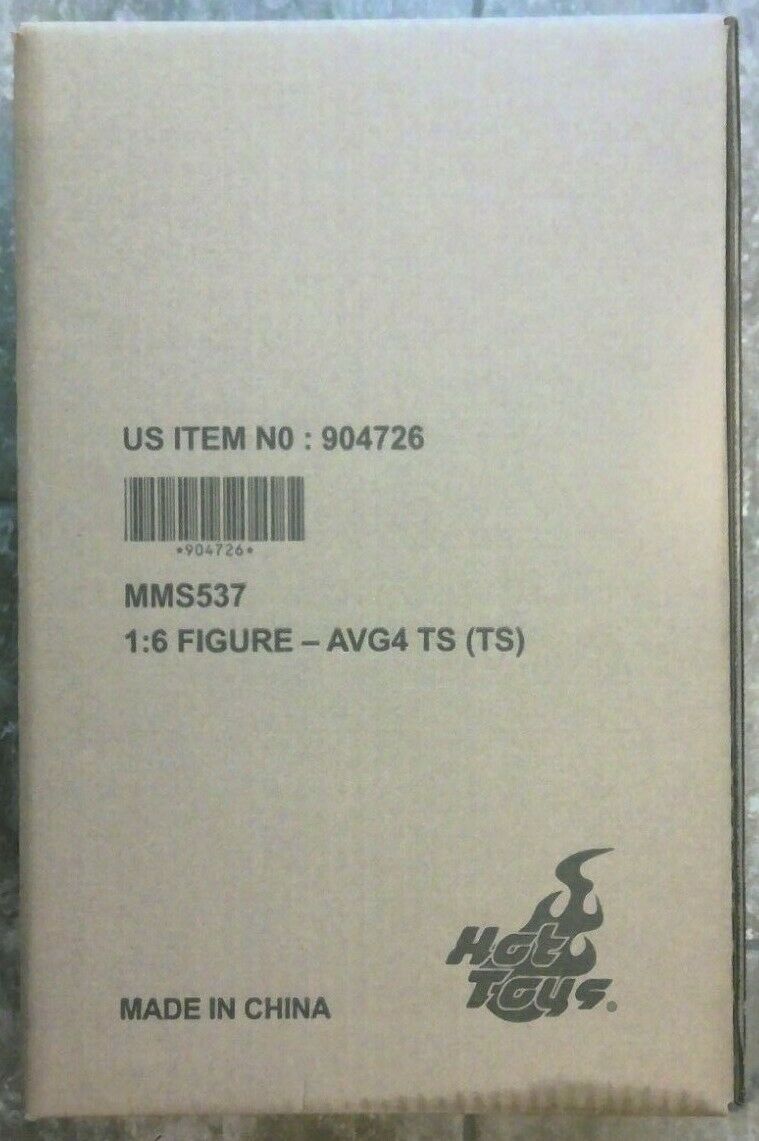 US ITEM N0 : 904726
*904726*
MMS537
1:6 FIGURE – AVG4 TS (TS)
Hot
Toys®
MADE IN CHINA